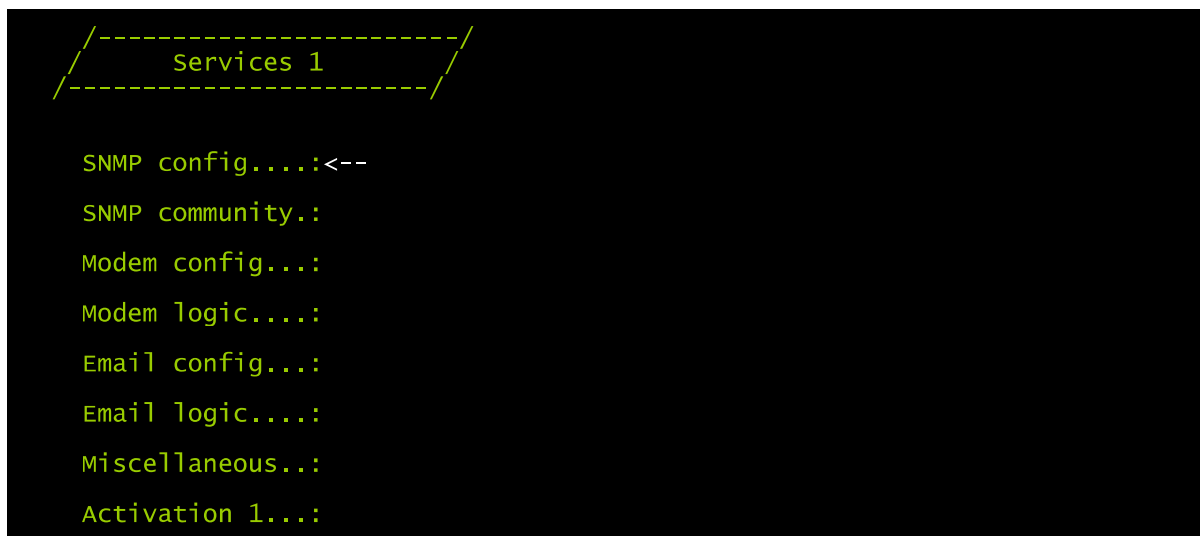 /------------------------/
/ Services 1 /
/------------------------/
SNMP config....:<--
SNMP community.:
Modem config...:
Modem logic....:
Email config...:
Email logic....:
Miscellaneous..:
Activation 1...: